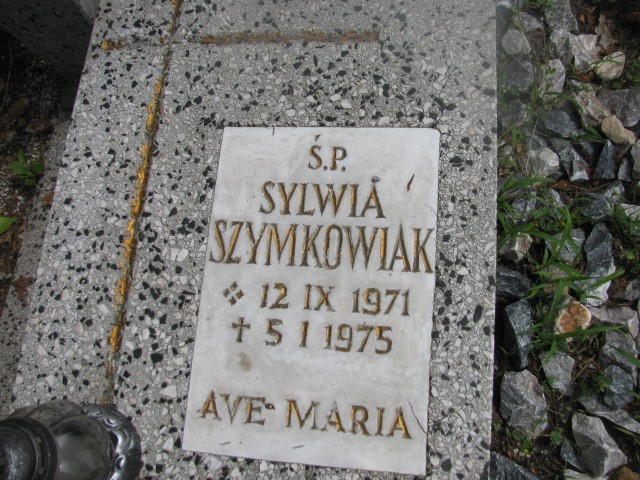 Ś.P.
SYLWIA
SZYMKOWIAK
12 IX 1971
✝ 5 I 1975
AVE MARIA